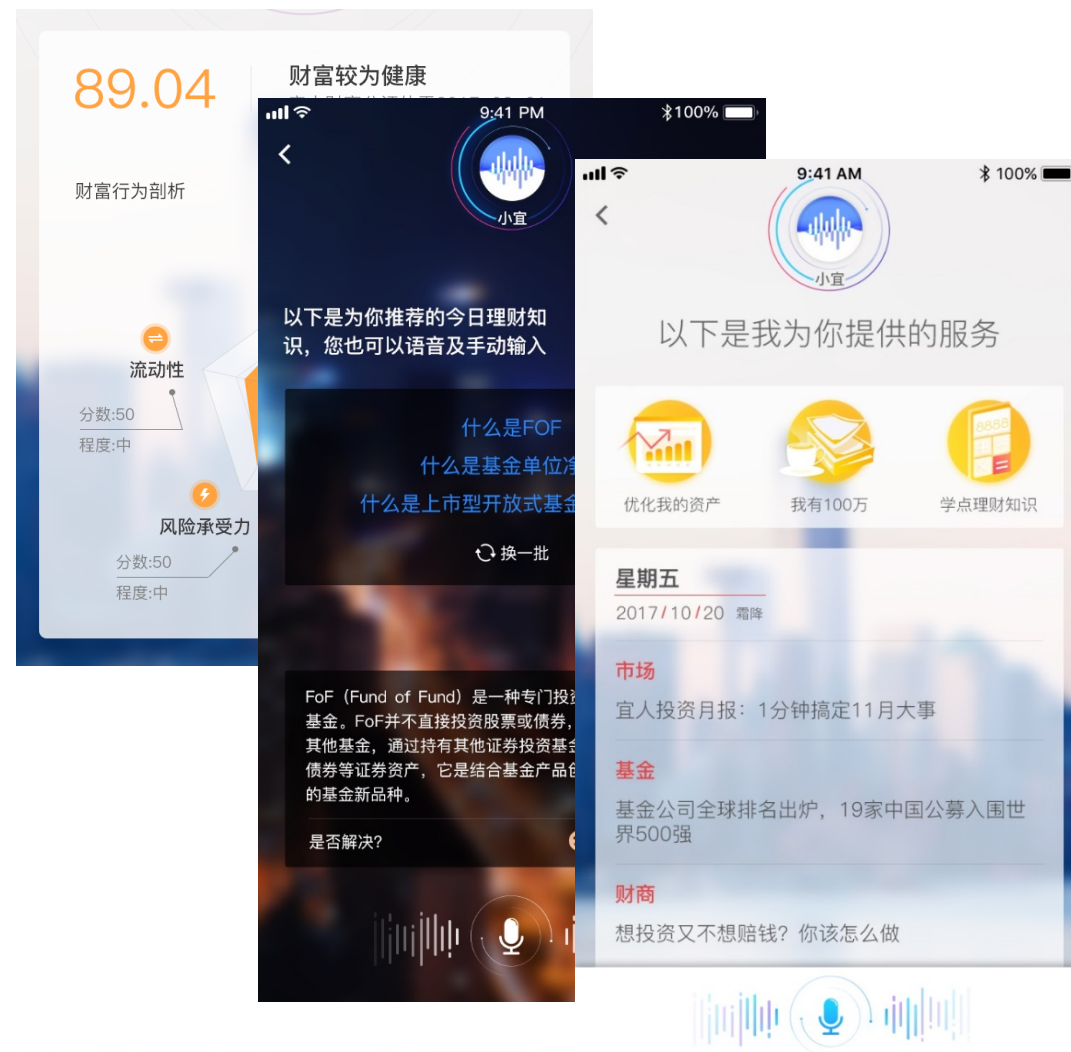 89.04
财富较为健康
财富行为剖析
流动性
分数:50
程度:中
风险承受力
分数:50
程度:中
9:41 PM
100%
小宜
以下是为你推荐的今日理财知
识，您也可以语音及手动输入
什么是FOF
什么是基金单位
什么是上市型开放式基金
换一批
FoF（Fund of Fund）是一种专门投
基金。FoF并不直接投资股票或债券，
其他基金，通过持有其他证券投资基金
债券等证券资产，它是结合基金产品
的基金新品种。
是否解决?
9:41 AM
100%
小宜
以下是我为你提供的服务
优化我的资产
我有100万
学点理财知识
星期五
2017/10/20 霜降
市场
宜人投资月报：1分钟搞定11月大事
基金
基金公司全球排名出炉，19家中国公募入围世
界500强
财商
想投资又不想赔钱？你该怎么做